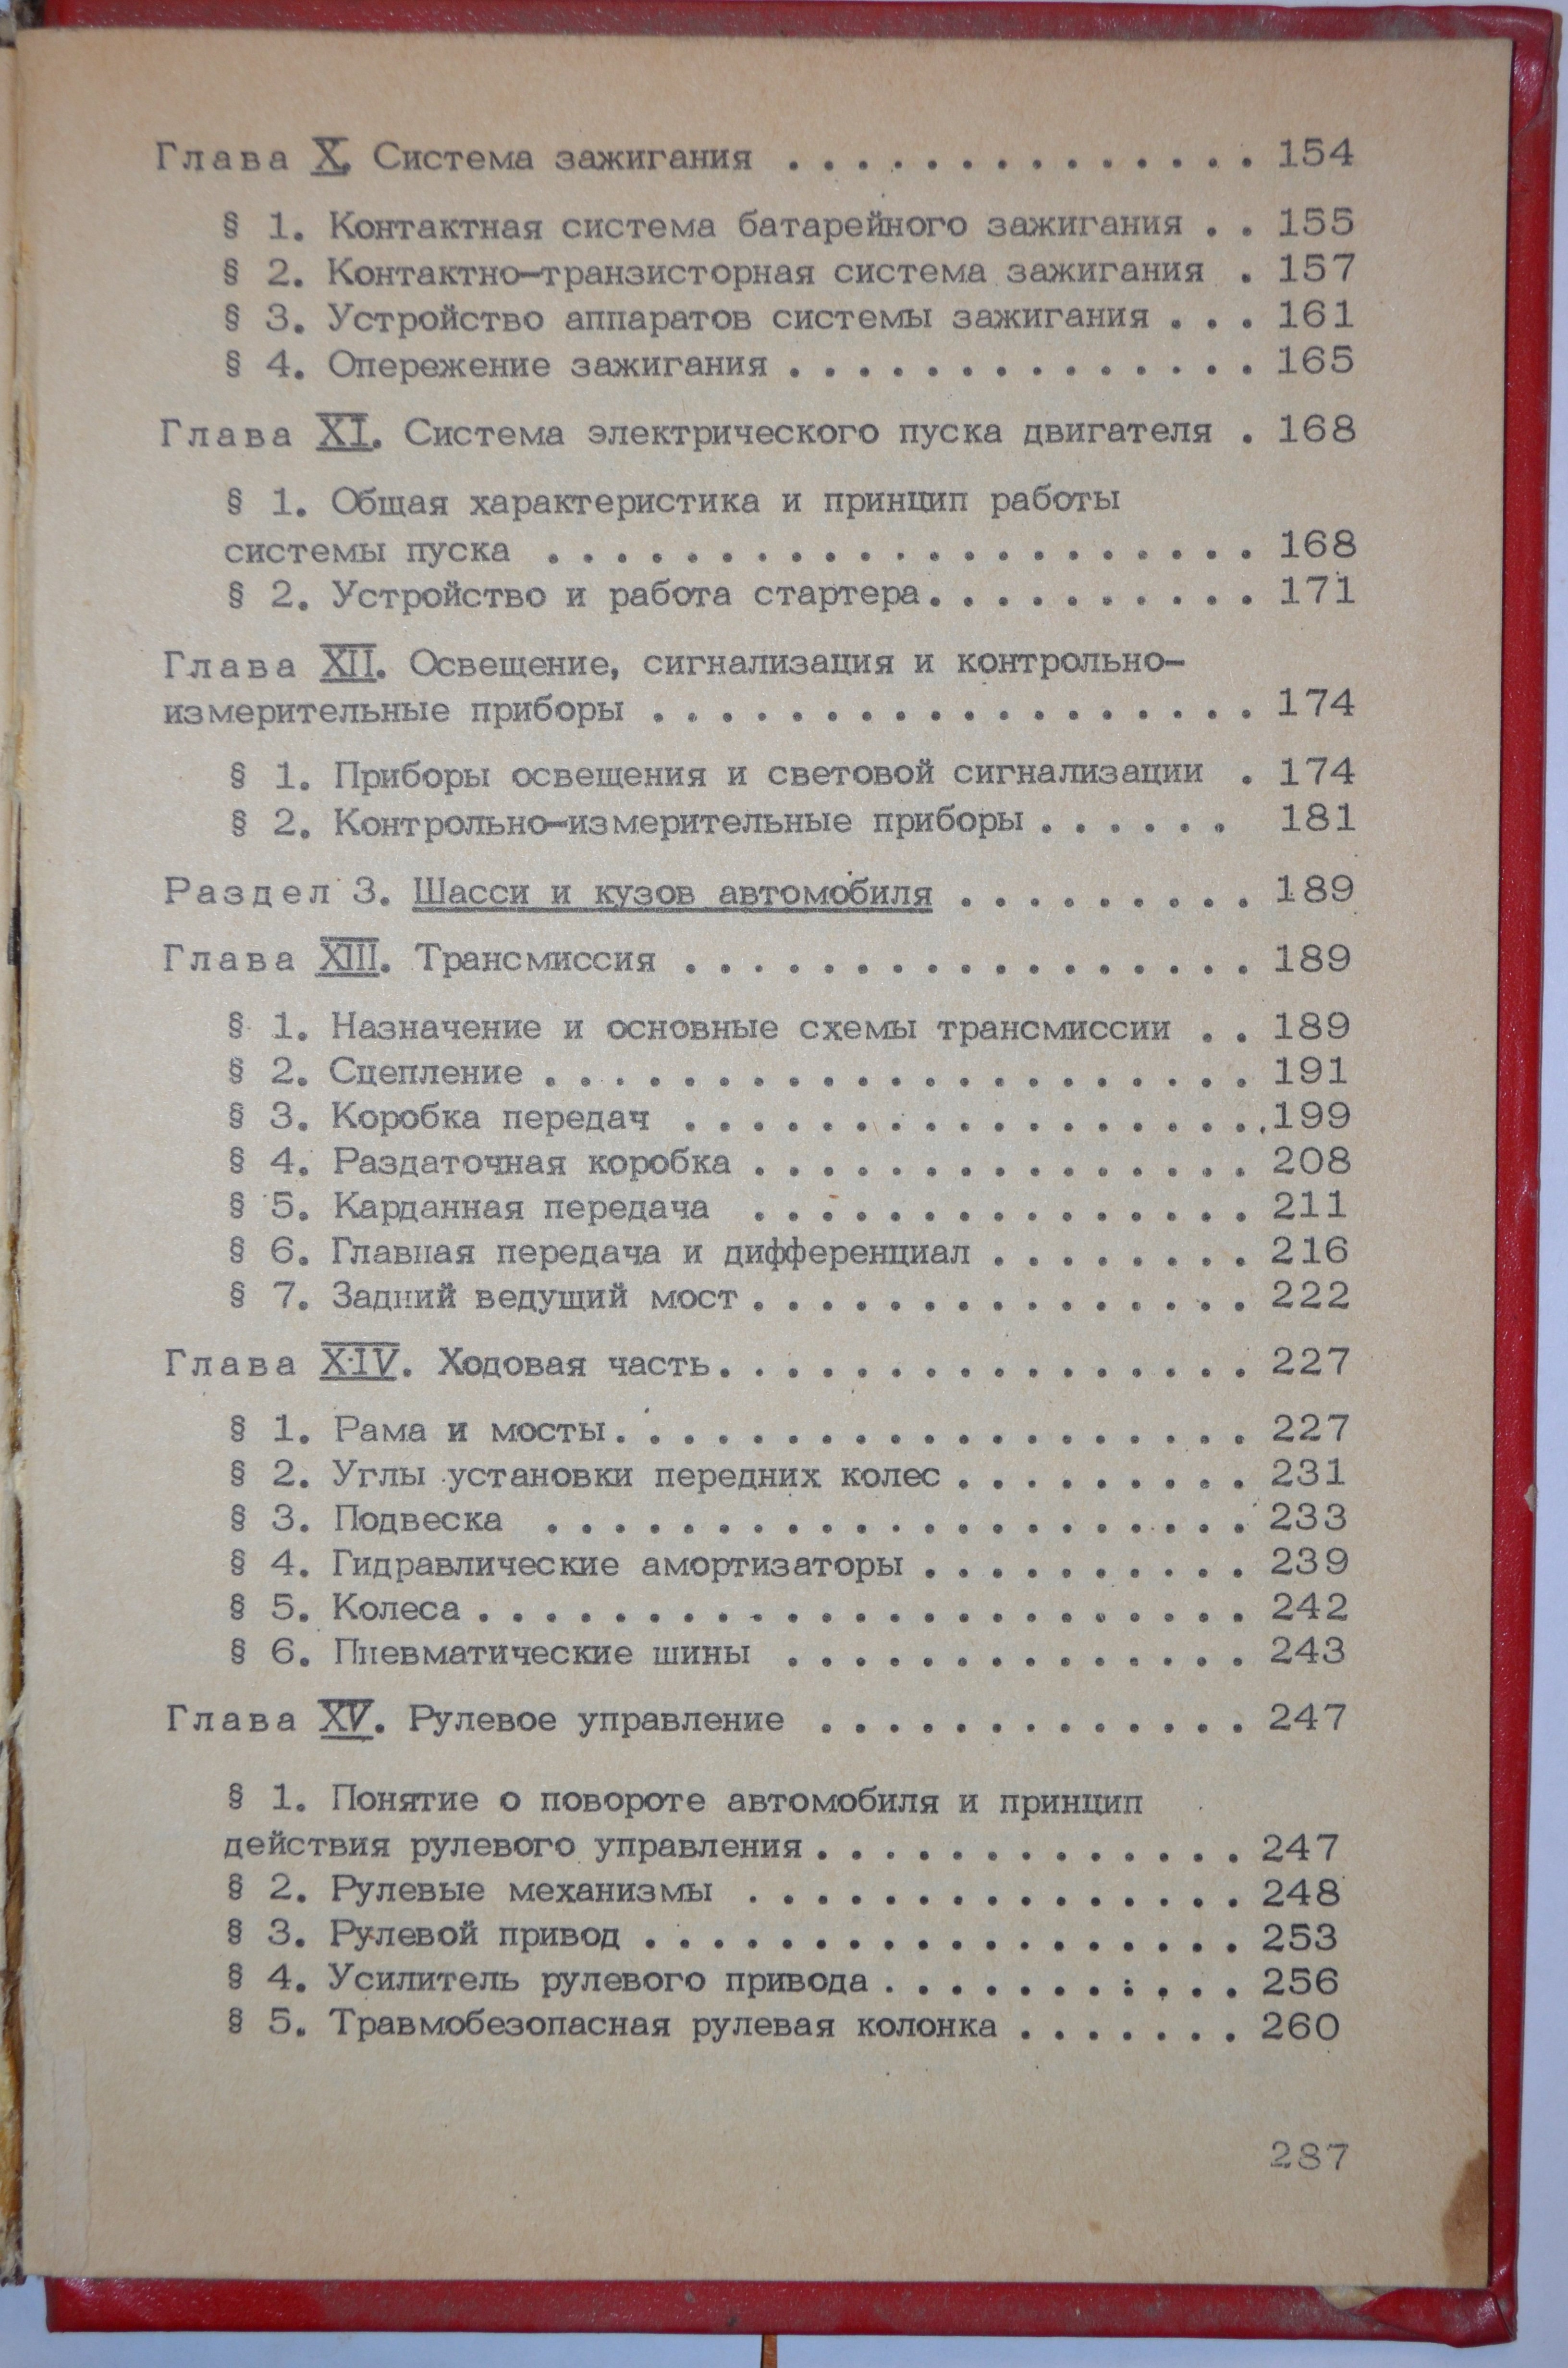 Глава X. Система зажигания . . . . . . . . . . . . . . 154
§ 1. Контактная система батарейного зажигания . . 155
§ 2. Контактно-транзисторная система зажигания . 157
§ 3. Устройство аппаратов системы зажигания . . . 161
§ 4. Опережение зажигания . . . . . . . . . . . . . . 165
Глава XI. Система электрического пуска двигателя . 168
§ 1. Общая характеристика и принцип работы
системы пуска . . . . . . . . . . . . . . . . . . . . . 168
§ 2. Устройство и работа стартера. . . . . . . . . . 171
Глава XII. Освещение, сигнализация и контрольно-
измерительные приборы . . . . . . . . . . . . . . . . . . 174
§ 1. Приборы освещения и световой сигнализации . 174
§ 2. Контрольно-измерительные приборы . . . . . . 181
Раздел 3. Шасси и кузов автомобиля . . . . . . . . . 189
Глава XIII. Трансмиссия . . . . . . . . . . . . . . . . . 189
§ 1. Назначение и основные схемы трансмиссии . . 189
§ 2. Сцепление . . . . . . . . . . . . . . . . . . . . . 191
§ 3. Коробка передач . . . . . . . . . . . . . . . . . 199
§ 4. Раздаточная коробка . . . . . . . . . . . . . . . 208
§ 5. Карданная передача . . . . . . . . . . . . . . . 211
§ 6. Главная передача и дифференциал . . . . . . . . 216
§ 7. Задний ведущий мост . . . . . . . . . . . . . . . 222
Глава XIV. Ходовая часть. . . . . . . . . . . . . . . . 227
§ 1. Рама и мосты. . . . . . . . . . . . . . . . . . . 227
§ 2. Углы установки передних колес . . . . . . . . . 231
§ 3. Подвеска . . . . . . . . . . . . . . . . . . . . . 233
§ 4. Гидравлические амортизаторы . . . . . . . . . . 239
§ 5. Колеса . . . . . . . . . . . . . . . . . . . . . . . 242
§ 6. Пневматические шины . . . . . . . . . . . . . . 243
Глава XV. Рулевое управление . . . . . . . . . . . . . 247
§ 1. Понятие о повороте автомобиля и принцип
действия рулевого управления . . . . . . . . . . . . . 247
§ 2. Рулевые механизмы . . . . . . . . . . . . . . . 248
§ 3. Рулевой привод . . . . . . . . . . . . . . . . . . 253
§ 4. Усилитель рулевого привода . . . . . . . . . . . 256
§ 5. Травмобезопасная рулевая колонка . . . . . . . 260
287